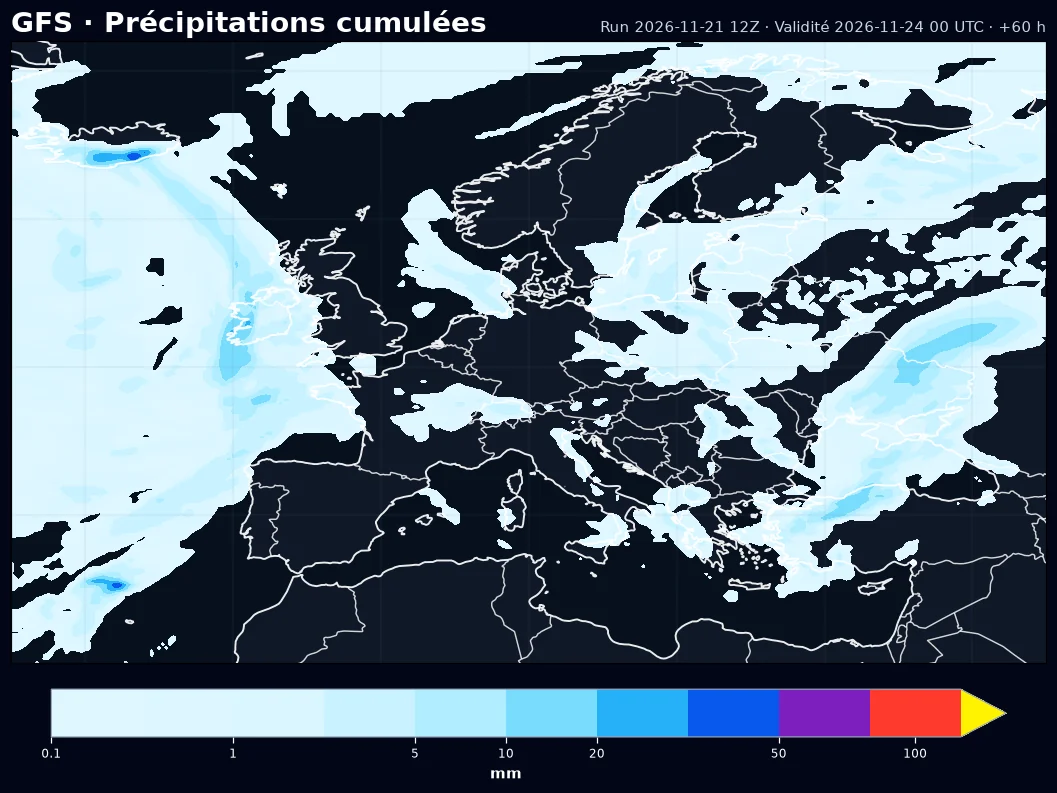 GFS · Précipitations cumulées
Run 2026-11-21 12Z · Validité 2026-11-24 00 UTC · +60 h
0.1
1
5
10
20
50
100
mm